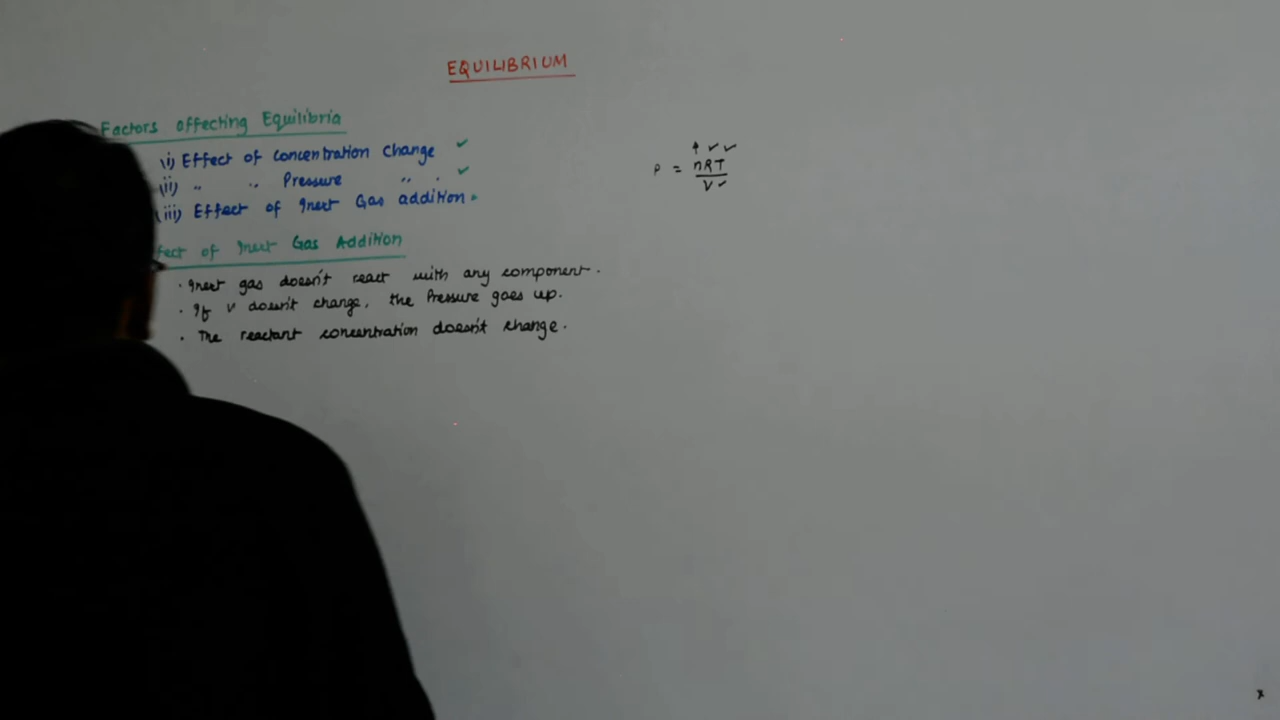 EQUILIBRIUM
Factors affecting Equilibria
(i) Effect of Concentration Change ✓
(ii) " " Pressure " " ✓
(iii) Effect of Inert Gas addition.
fect of Inert Gas Addition
· Inert gas doesn't react with any component.
· If V doesn't change, the Pressure goes up.
· The reactant concentration doesn't change.
↑ ✓ ✓
P = nRT
V ✓